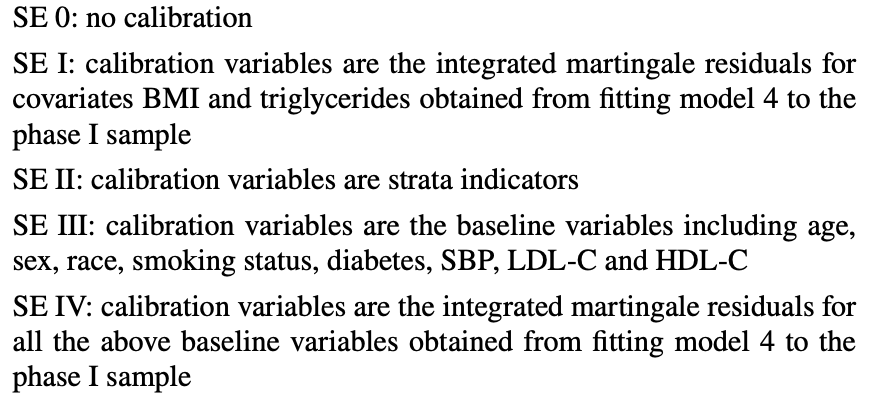 SE 0: no calibration
SE I: calibration variables are the integrated martingale residuals for
covariates BMI and triglycerides obtained from fitting model 4 to the
phase I sample
SE II: calibration variables are strata indicators
SE III: calibration variables are the baseline variables including age,
sex, race, smoking status, diabetes, SBP, LDL-C and HDL-C
SE IV: calibration variables are the integrated martingale residuals for
all the above baseline variables obtained from fitting model 4 to the
phase I sample